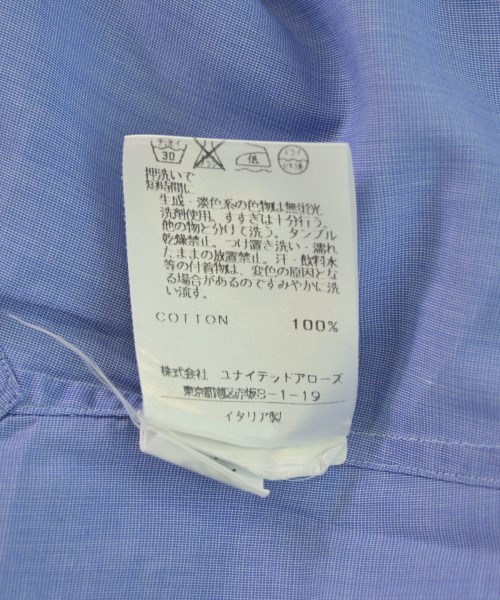 手洗イ 30 エンソ 低 ドライ
押洗いで
短時間に
生成・淡色系の色物は無蛍光
洗剤使用。すすぎは十分行う。
他の物と分けて洗う。タンブル
乾燥禁止。つけ置き洗い・濡れ
たままの放置禁止。汗・飲料水
等の付着物は、変色の原因とな
る場合があるのですみやかに洗
い流す。
COTTON 100%
株式会社 ユナイテッドアローズ
東京都港区赤坂8-1-19
イタリア製